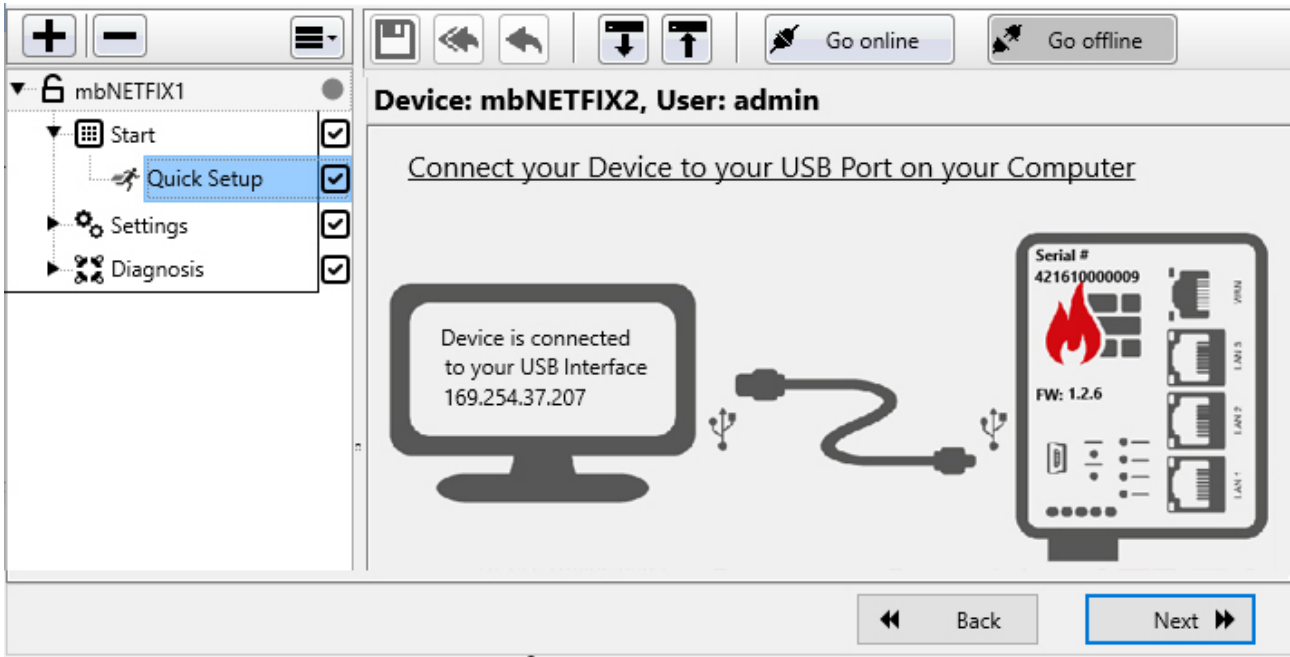 Go online
Go offline
mbNETFIX1
Start
Quick Setup
Settings
Diagnosis
Device: mbNETFIX2, User: admin
Connect your Device to your USB Port on your Computer
Device is connected
to your USB Interface
169.254.37.207
Serial #
421610000009
FW: 1.2.6
WAN
LAN 3
LAN 2
LAN 1
Back
Next